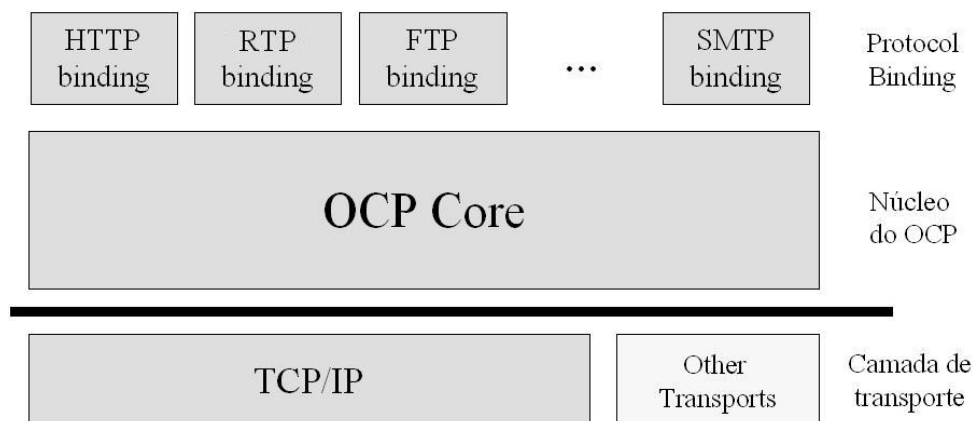 HTTP
binding
RTP
binding
FTP
binding
...
SMTP
binding
Protocol
Binding
OCP Core
Núcleo
do OCP
TCP/IP
Other
Transports
Camada de
transporte